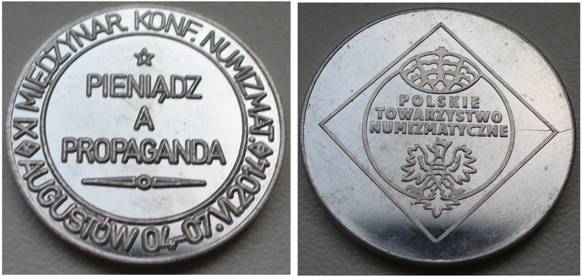 XI MIĘDZYNAR. KONF. NUMIZMAT.
PIENIĄDZ
A
PROPAGANDA
AUGUSTÓW 04-07.VI.2014
POLSKIE
TOWARZYSTWO
NUMIZMATYCZNE